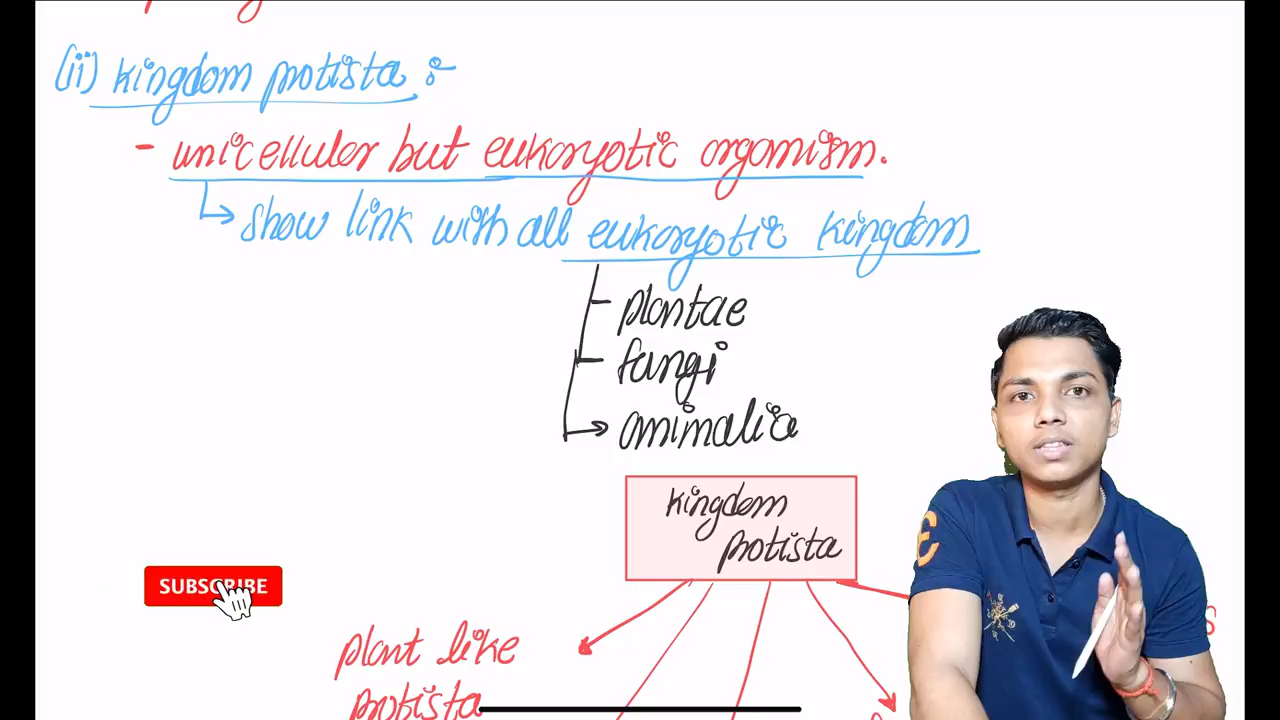 (ii) kingdom protista :-
- unicellular but eukaryotic organism.
show link with all eukaryotic kingdom
plantae
fungi
animalia
kingdom
protista
SUBSCRIBE
plant like
protista